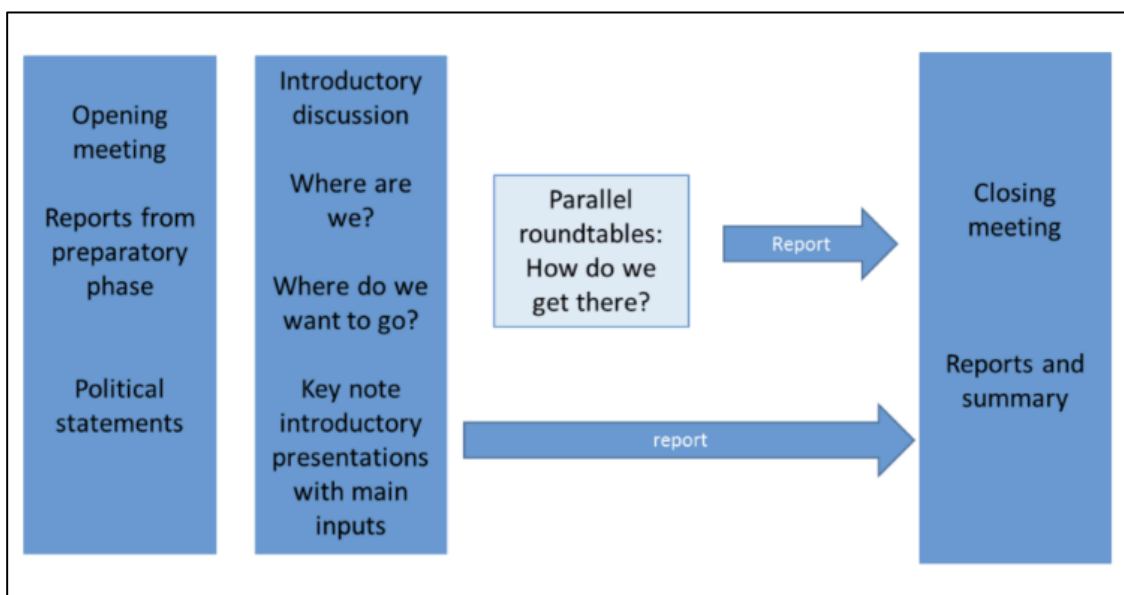 Opening
meeting
Reports from
preparatory
phase
Political
statements
Introductory
discussion
Where are
we?
Where do we
want to go?
Key note
introductory
presentations
with main
inputs
Parallel
roundtables:
How do we
get there?
Report
report
Closing
meeting
Reports and
summary